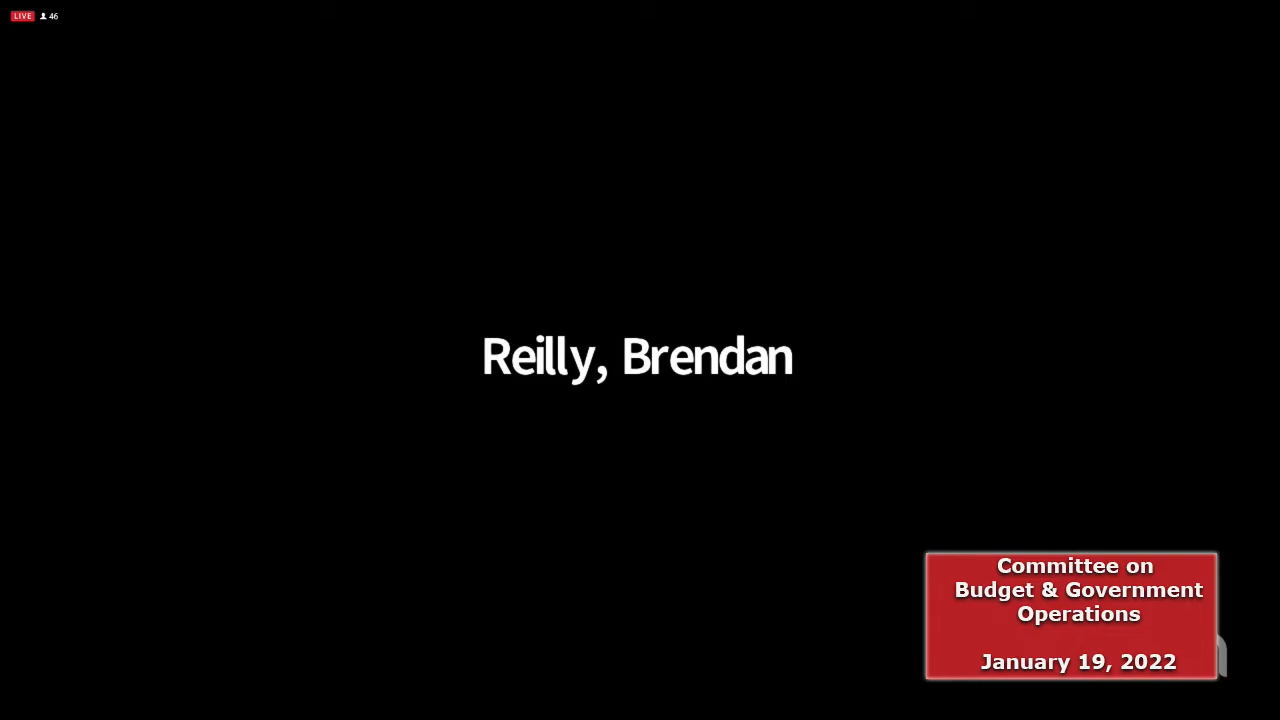 LIVE 46
Reilly, Brendan
Committee on
Budget & Government
Operations
January 19, 2022